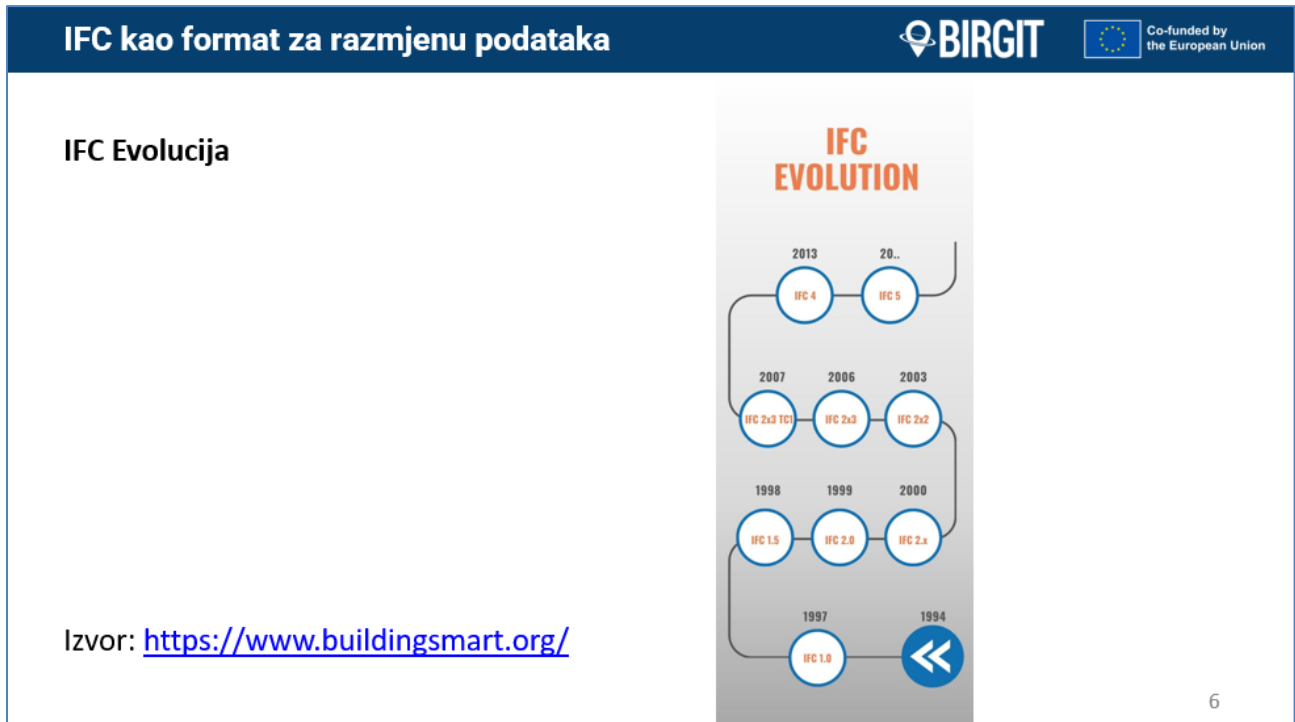 IFC kao format za razmjenu podataka
BIRGIT
Co-funded by
the European Union
IFC Evolucija
IFC
EVOLUTION
2013 20..
IFC 4 IFC 5
2007 2006 2003
IFC 2x3 TC1 IFC 2x3 IFC 2x2
1998 1999 2000
IFC 1.5 IFC 2.0 IFC 2.x
1997 1994
IFC 1.0
Izvor: https://www.buildingsmart.org/
6